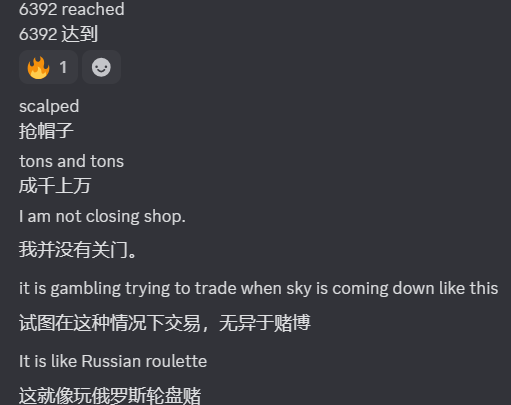 6392 reached
6392 达到
🔥 1
scalped
抢帽子
tons and tons
成千上万
I am not closing shop.
我并没有关门。
it is gambling trying to trade when sky is coming down like this
试图在这种情况下交易，无异于赌博
It is like Russian roulette
这就像玩俄罗斯轮盘赌